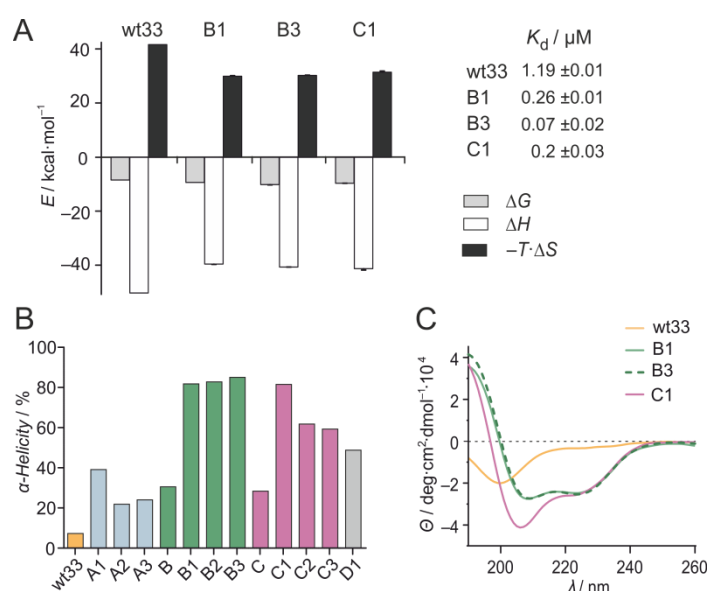 A
wt33 B1 B3 C1
40
20
0
−20
−40
E / kcal·mol⁻¹
K_d / μM
wt33 1.19 ±0.01
B1 0.26 ±0.01
B3 0.07 ±0.02
C1 0.2 ±0.03
ΔG
ΔH
–T·ΔS
B
100
80
60
40
20
0
α-Helicity / %
wt33 A1 A2 A3 B B1 B2 B3 C C1 C2 C3 D1
C
wt33
B1
B3
C1
4
2
0
−2
−4
Θ / deg·cm²·dmol⁻¹·10⁴
200 220 240 260
λ / nm